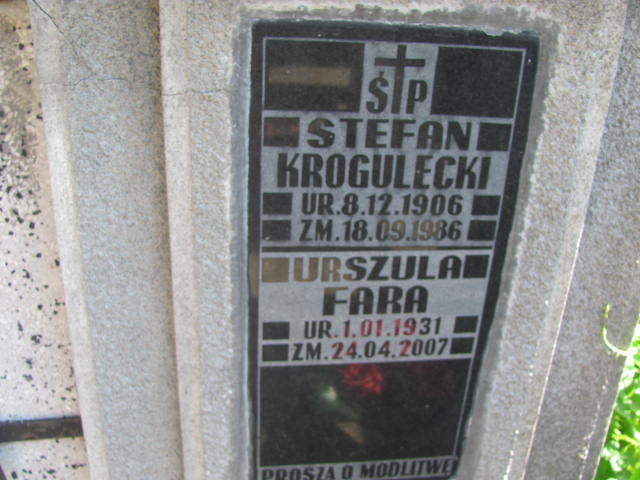 ŚP
STEFAN
KROGULECKI
UR.8.12.1906
ZM.18.09.1986
URSZULA
FARA
UR.1.01.1931
ZM.24.04.2007
PROSZĄ O MODLITWĘ